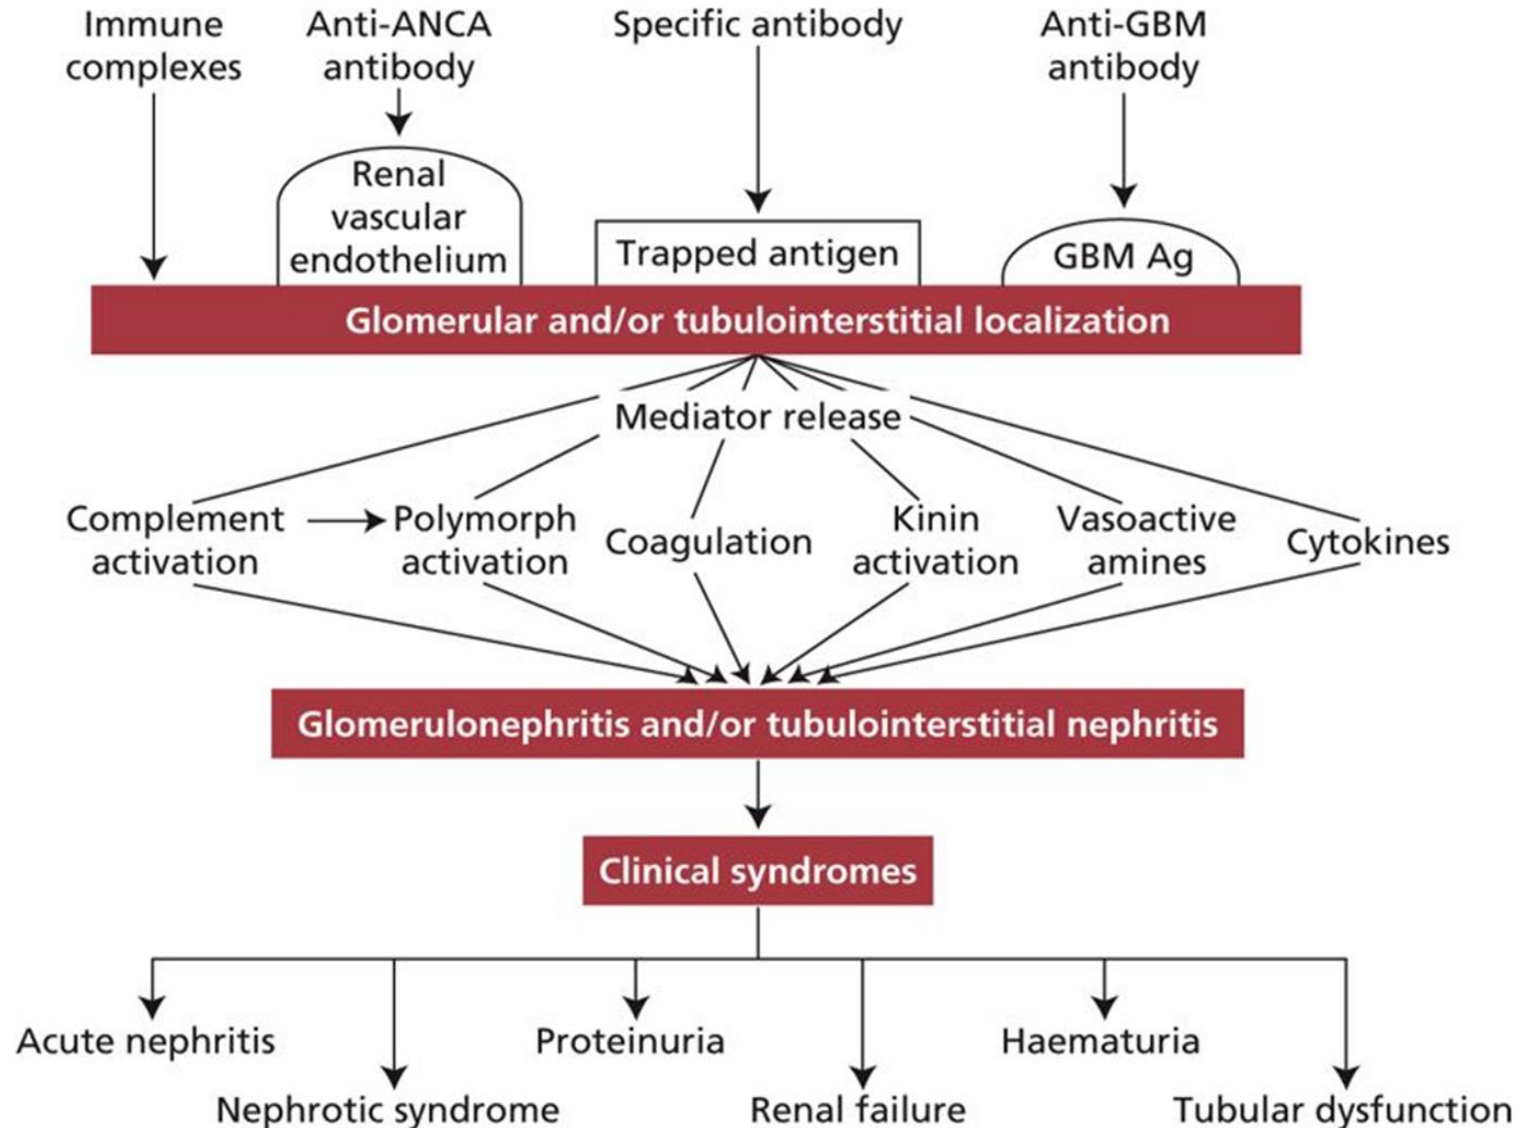 Immune
complexes
Anti-ANCA
antibody
Specific antibody
Anti-GBM
antibody
Renal
vascular
endothelium
Trapped antigen
GBM Ag
Glomerular and/or tubulointerstitial localization
Mediator release
Complement
activation
Polymorph
activation
Coagulation
Kinin
activation
Vasoactive
amines
Cytokines
Glomerulonephritis and/or tubulointerstitial nephritis
Clinical syndromes
Acute nephritis
Nephrotic syndrome
Proteinuria
Renal failure
Haematuria
Tubular dysfunction